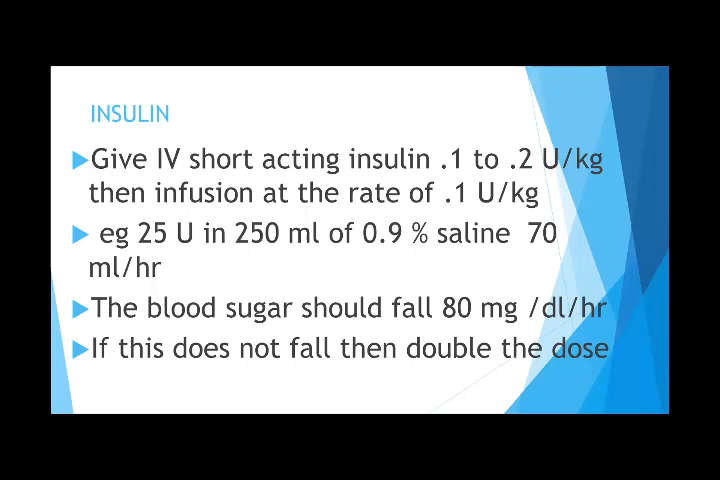 INSULIN
Give IV short acting insulin .1 to .2 U/kg
then infusion at the rate of .1 U/kg
eg 25 U in 250 ml of 0.9 % saline 70
ml/hr
The blood sugar should fall 80 mg /dl/hr
If this does not fall then double the dose